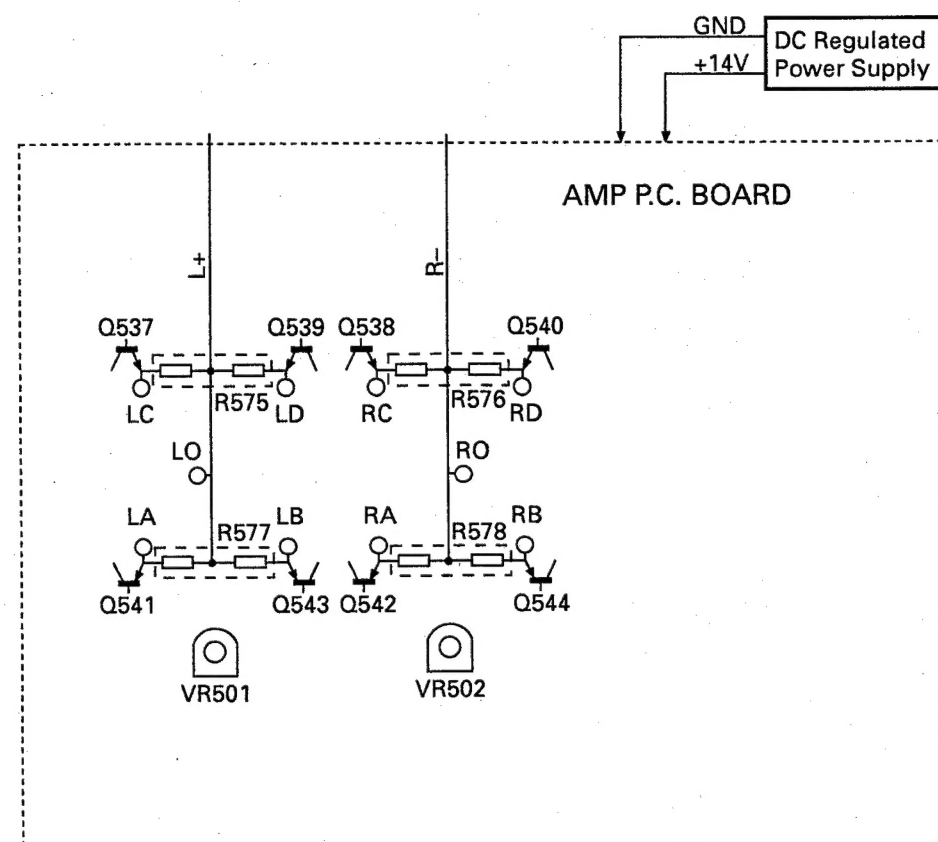 GND
+14V
DC Regulated
Power Supply
AMP P.C. BOARD
L+
R–
Q537
Q539
Q538
Q540
LC
R575
LD
RC
R576
RD
LO
RO
LA
R577
LB
RA
R578
RB
Q541
Q543
Q542
Q544
VR501
VR502